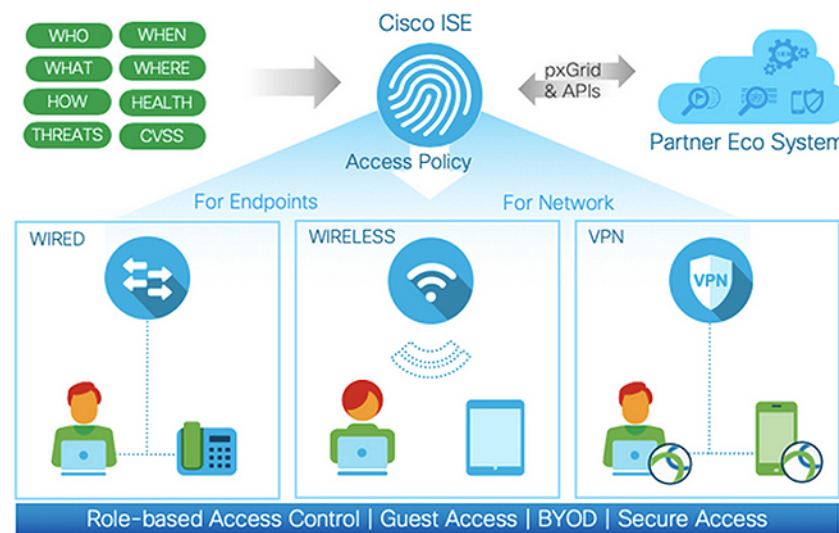 Cisco ISE
WHO
WHEN
WHAT
WHERE
HOW
HEALTH
THREATS
CVSS
pxGrid
& APIs
Partner Eco System
Access Policy
For Endpoints
For Network
WIRED
WIRELESS
VPN
VPN
Role-based Access Control | Guest Access | BYOD | Secure Access